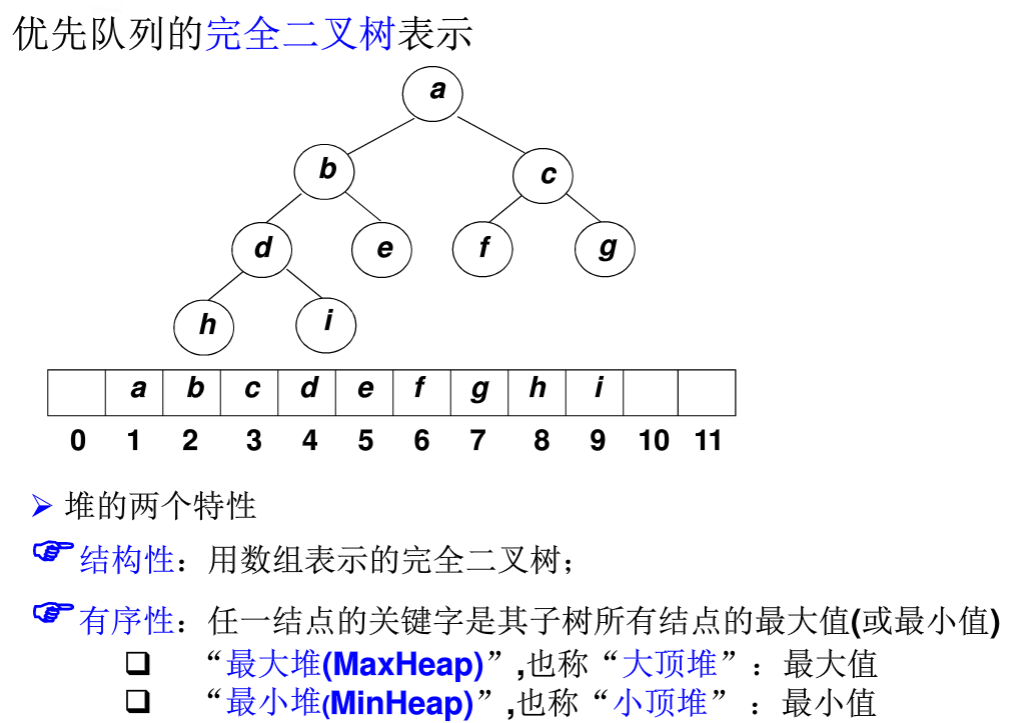 优先队列的完全二叉树表示
a
b c
d e f g
h i
a b c d e f g h i
0 1 2 3 4 5 6 7 8 9 10 11
堆的两个特性
结构性：用数组表示的完全二叉树；
有序性：任一结点的关键字是其子树所有结点的最大值(或最小值)
“最大堆(MaxHeap)”,也称“大顶堆”：最大值
“最小堆(MinHeap)”,也称“小顶堆” ：最小值